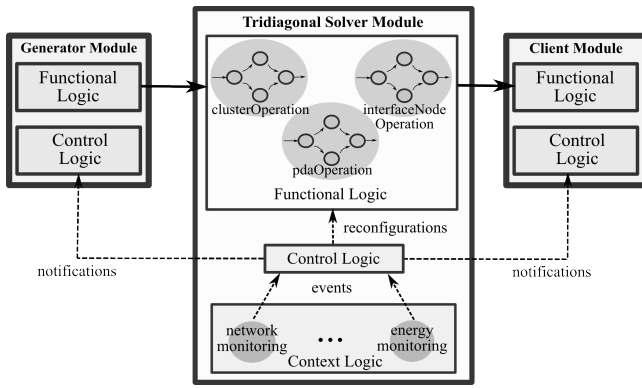 Generator Module
Functional
Logic
Control
Logic
Tridiagonal Solver Module
clusterOperation
interfaceNode
Operation
pdaOperation
Functional Logic
Client Module
Functional
Logic
Control
Logic
reconfigurations
notifications
Control Logic
notifications
events
network
monitoring
...
energy
monitoring
Context Logic